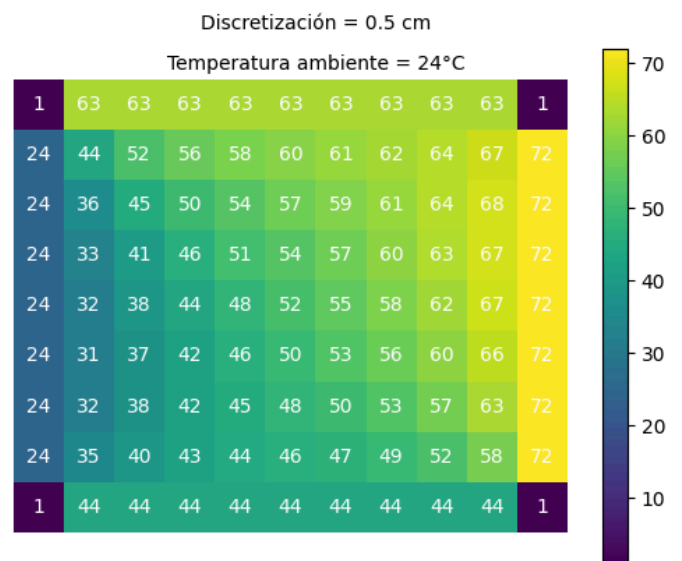 Discretización = 0.5 cm
Temperatura ambiente = 24°C
1 63 63 63 63 63 63 63 63 63 1
24 44 52 56 58 60 61 62 64 67 72
24 36 45 50 54 57 59 61 64 68 72
24 33 41 46 51 54 57 60 63 67 72
24 32 38 44 48 52 55 58 62 67 72
24 31 37 42 46 50 53 56 60 66 72
24 32 38 42 45 48 50 53 57 63 72
24 35 40 43 44 46 47 49 52 58 72
1 44 44 44 44 44 44 44 44 44 1
70
60
50
40
30
20
10